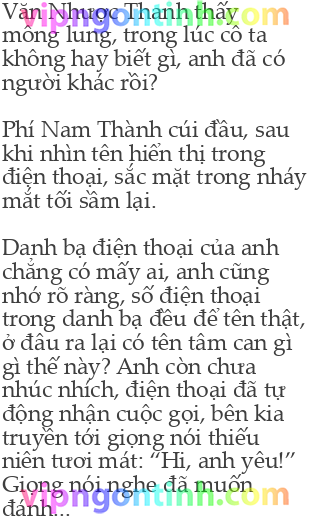 Văn Nhược Thanh thấy
mông lung, trong lúc cô ta
không hay biết gì, anh đã có
người khác rồi?
Phí Nam Thành cúi đầu, sau
khi nhìn tên hiển thị trong
điện thoại, sắc mặt trong nháy
mắt tối sầm lại.
Danh bạ điện thoại của anh
chẳng có mấy ai, anh cũng
nhớ rõ ràng, số điện thoại
trong danh bạ đều để tên thật,
ở đâu ra lại có tên tâm can gì
gì thế này? Anh còn chưa
nhúc nhích, điện thoại đã tự
động nhận cuộc gọi, bên kia
truyền tới giọng nói thiếu
niên tươi mát: “Hi, anh yêu!”
Giọng nói nghe đã muốn
đánh...
vipngontinh.com
vipngontinh.com